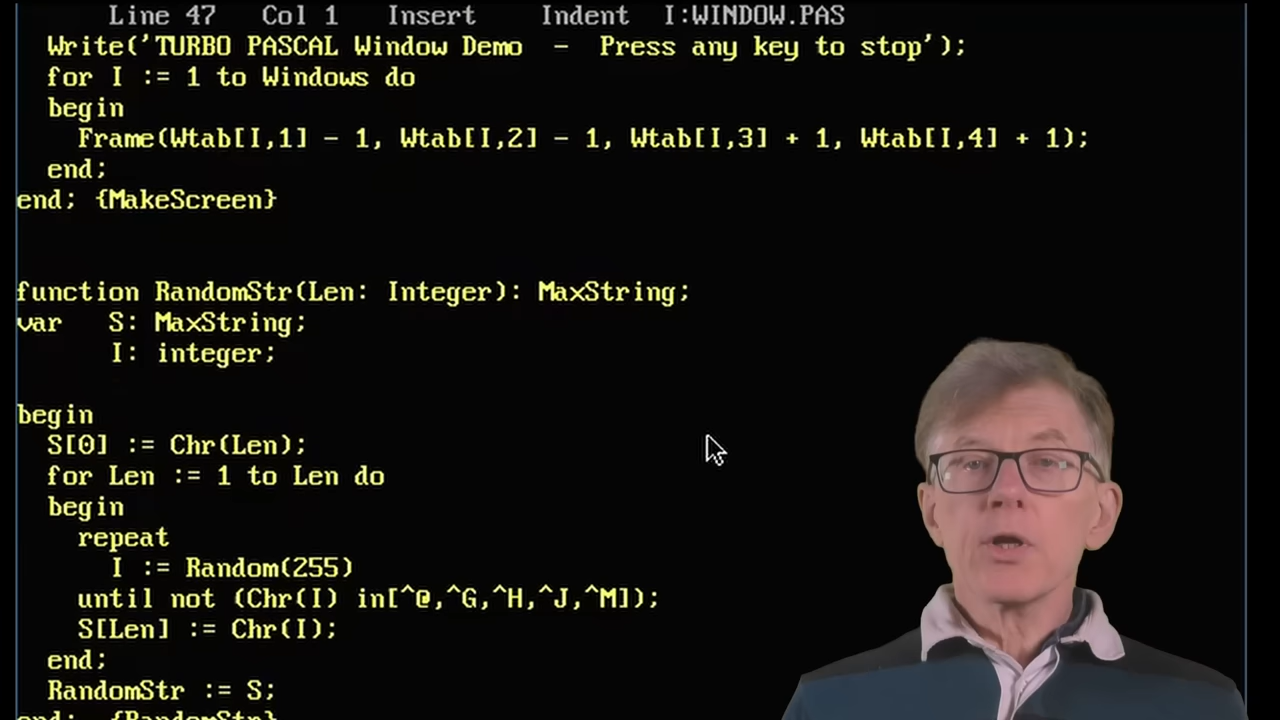 Line 47   Col 1   Insert    Indent  I:WINDOW.PAS
  Write('TURBO PASCAL Window Demo  -  Press any key to stop');
  for I := 1 to Windows do
  begin
    Frame(Wtab[I,1] - 1, Wtab[I,2] - 1, Wtab[I,3] + 1, Wtab[I,4] + 1);
  end;
end; {MakeScreen}
function RandomStr(Len: Integer): MaxString;
var   S: MaxString;
      I: integer;
begin
  S[0] := Chr(Len);
  for Len := 1 to Len do
  begin
    repeat
      I := Random(255)
    until not (Chr(I) in[^@,^G,^H,^J,^M]);
    S[Len] := Chr(I);
  end;
  RandomStr := S;
end;  {RandomStr}